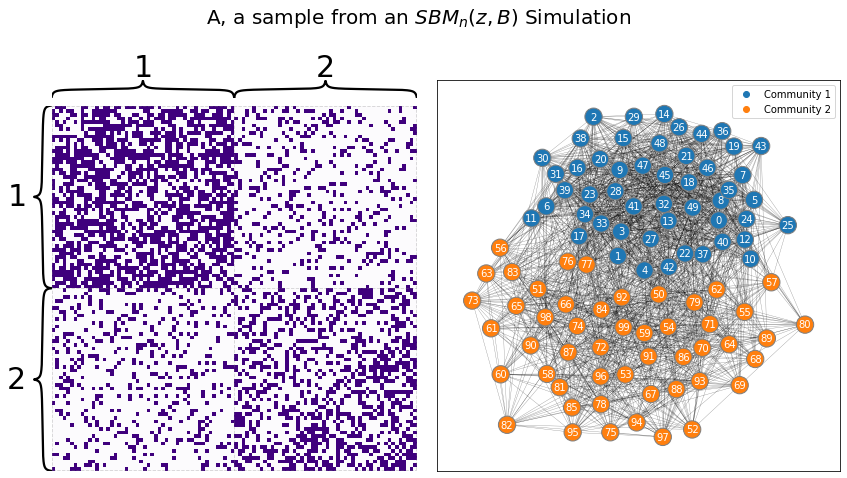 A, a sample from an $SBM_n(z, B)$ Simulation
1 2
1
2
Community 1
Community 2
2 29 14
26
38 15 48 44 36
19 43
30 20 47 21
31 16 9 45 46 7
39 23 28 18 35
6 34 41 32 49 8 5
11 33 13 0 24 25
17 3 27 40 12
56 1 22 37 10
76 77 4 42
63 83 57
73 51 92 50 62
65 66 84 79 55
61 98 74 99 59 54 71 80
90 87 72 91 86 70 64 89
60 58 96 53 93 68
81 67 88 69
85 78
82 95 75 94 97 52